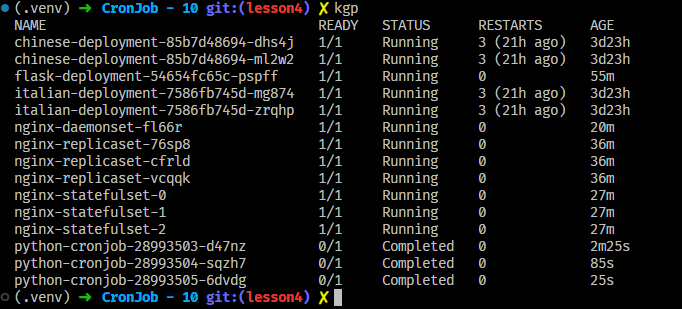 (.venv) ➜ CronJob - 10 git:(lesson4) ✗ kgp
NAME READY STATUS RESTARTS AGE
chinese-deployment-85b7d48694-dhs4j 1/1 Running 3 (21h ago) 3d23h
chinese-deployment-85b7d48694-ml2w2 1/1 Running 3 (21h ago) 3d23h
flask-deployment-54654fc65c-pspff 1/1 Running 0 55m
italian-deployment-7586fb745d-mg874 1/1 Running 3 (21h ago) 3d23h
italian-deployment-7586fb745d-zrqhp 1/1 Running 3 (21h ago) 3d23h
nginx-daemonset-fl66r 1/1 Running 0 20m
nginx-replicaset-76sp8 1/1 Running 0 36m
nginx-replicaset-cfrld 1/1 Running 0 36m
nginx-replicaset-vcqqk 1/1 Running 0 36m
nginx-statefulset-0 1/1 Running 0 27m
nginx-statefulset-1 1/1 Running 0 27m
nginx-statefulset-2 1/1 Running 0 27m
python-cronjob-28993503-d47nz 0/1 Completed 0 2m25s
python-cronjob-28993504-sqzh7 0/1 Completed 0 85s
python-cronjob-28993505-6dvdg 0/1 Completed 0 25s
(.venv) ➜ CronJob - 10 git:(lesson4) ✗